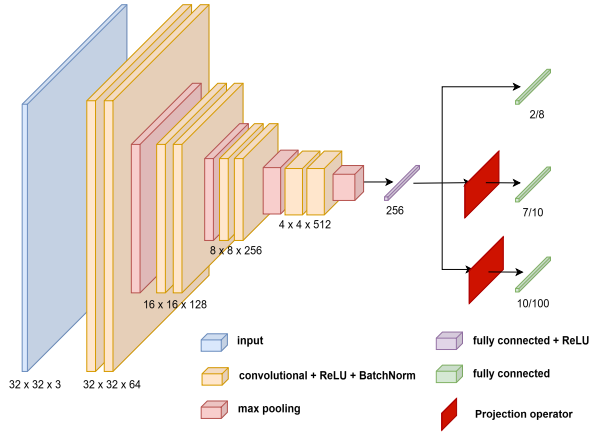 2/8
256
7/10
4 x 4 x 512
8 x 8 x 256
16 x 16 x 128
10/100
32 x 32 x 3
32 x 32 x 64
input
convolutional + ReLU + BatchNorm
max pooling
fully connected + ReLU
fully connected
Projection operator